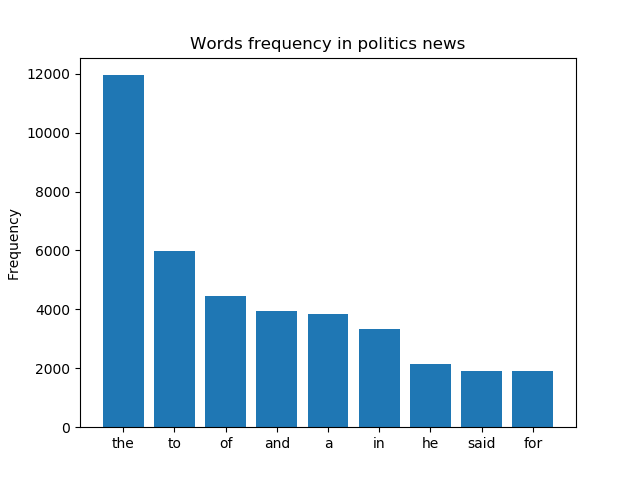 Words frequency in politics news
12000
10000
8000
6000
4000
2000
0
Frequency
the to of and a in he said for